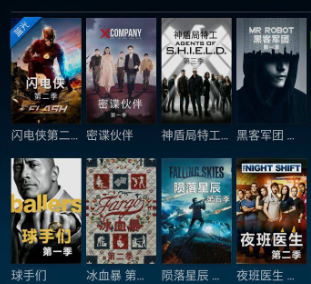 蓝光
闪电侠
第二季
FLASH
X COMPANY
密谍伙伴
第一季
神盾局特工
AGENTS OF
S.H.I.E.L.D.
第三季
MR ROBOT
黑客军团
第一季
闪电侠第二...
密谍伙伴
神盾局特工...
黑客军团 ...
ballers
球手们
第一季
Fargo
冰血暴
第二季
FALLING SKIES
陨落星辰
第五季
NIGHT SHIFT
夜班医生
第二季
球手们
冰血暴 第...
陨落星辰 ...
夜班医生 ...